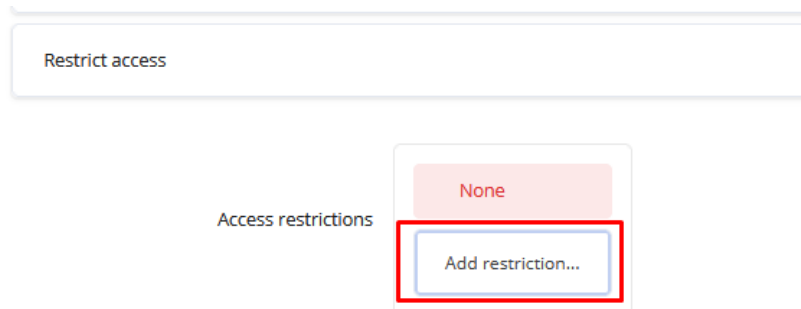 Restrict access
None
Access restrictions
Add restriction...